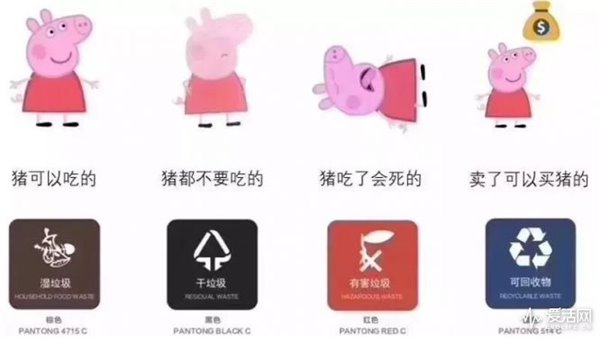 猪可以吃的
猪都不要吃的
猪吃了会死的
卖了可以买猪的
湿垃圾
HOUSEHOLD FOOD WASTE
干垃圾
RESIDUAL WASTE
有害垃圾
HAZARDOUS WASTE
可回收物
RECYCLABLE WASTE
棕色
PANTONG 4715 C
黑色
PANTONG BLACK C
红色
PANTONG RED C
PANTONG 514 C
爱活网